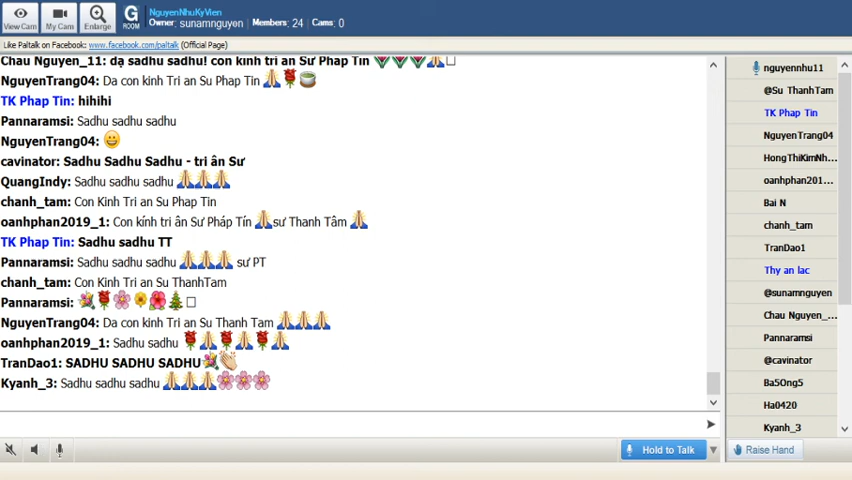 View Cam
My Cam
Enlarge
G
ROOM
NguyenNhuKyVien
Owner: sunamnguyen Members: 24 Cams: 0
Like Paltalk on Facebook: www.facebook.com/paltalk (Official Page)
Chau Nguyen_11: dạ sadhu sadhu! con kinh tri an Sư Phap Tin
NguyenTrang04: Da con kinh Tri an Su Phap Tin
TK Phap Tin: hihihi
Pannaramsi: Sadhu sadhu sadhu
NguyenTrang04:
cavinator: Sadhu Sadhu Sadhu - tri ân Sư
QuangIndy: Sadhu sadhu sadhu
chanh_tam: Con Kinh Tri an Su Phap Tin
oanhphan2019_1: Con kính tri ân Sư Pháp Tín sư Thanh Tâm
TK Phap Tin: Sadhu sadhu TT
Pannaramsi: Sadhu sadhu sadhu sư PT
chanh_tam: Con Kinh Tri an Su ThanhTam
Pannaramsi:
NguyenTrang04: Da con kinh Tri an Su Thanh Tam
oanhphan2019_1: Sadhu sadhu
TranDao1: SADHU SADHU SADHU
Kyanh_3: Sadhu sadhu sadhu
nguyennhu11
@Su ThanhTam
TK Phap Tin
NguyenTrang04
HongThiKimNh...
oanhphan201...
Bai N
chanh_tam
TranDao1
Thy an lac
@sunamnguyen
Chau Nguyen_...
Pannaramsi
@cavinator
Ba5Ong5
Ha0420
Kyanh_3
Hold to Talk
Raise Hand